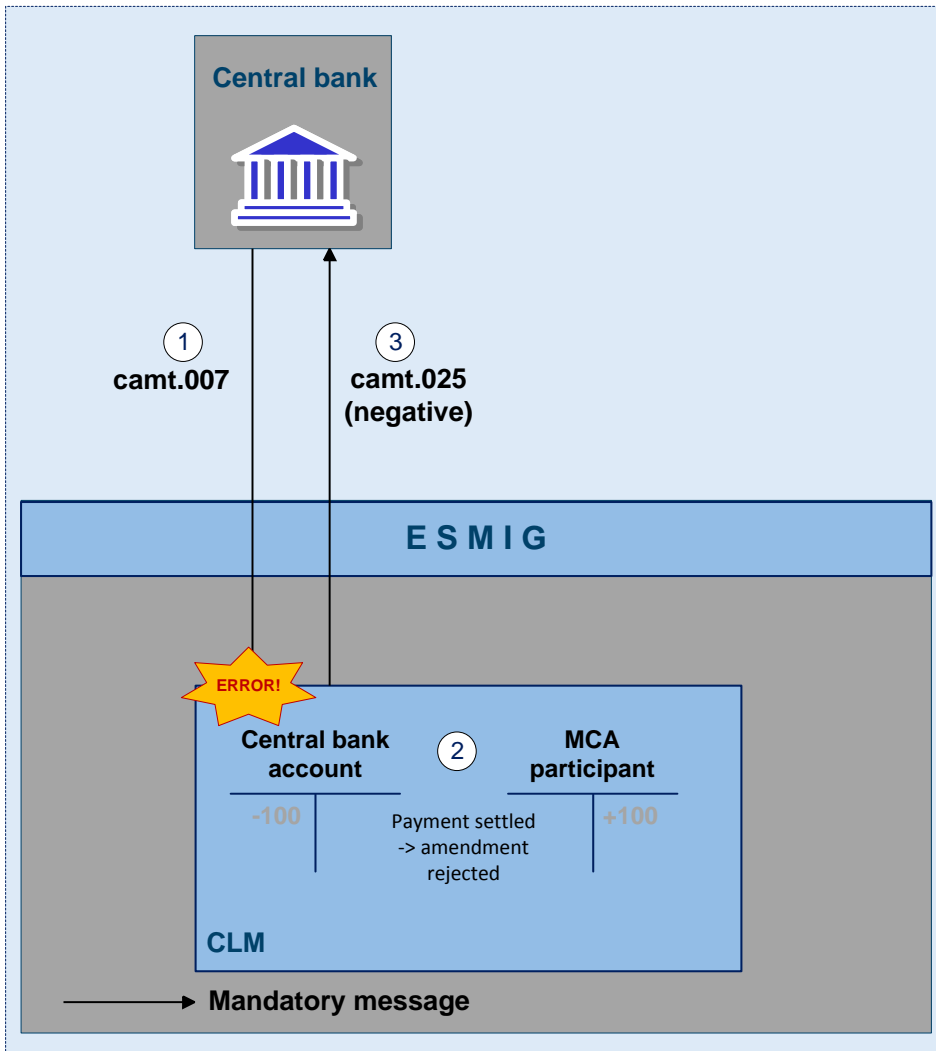 Central bank
1
camt.007
3
camt.025
(negative)
E S M I G
ERROR!
Central bank
account
2
MCA
participant
-100
Payment settled
-> amendment
rejected
+100
CLM
Mandatory message